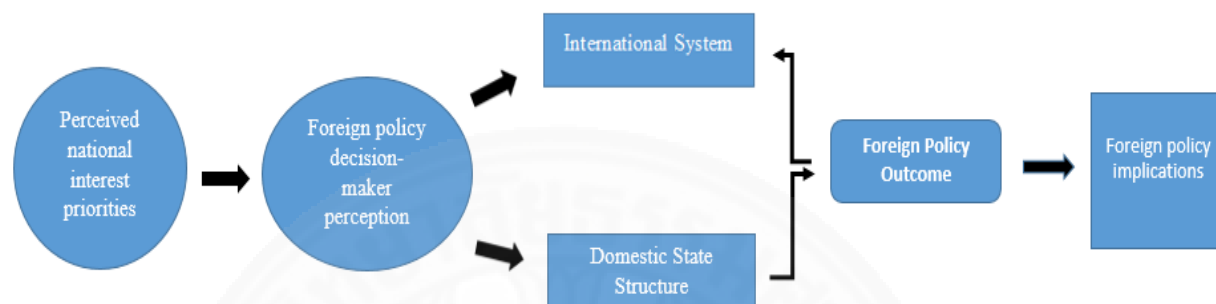 Perceived
national
interest
priorities
Foreign policy
decision-
maker
perception
International System
Domestic State
Structure
Foreign Policy
Outcome
Foreign policy
implications